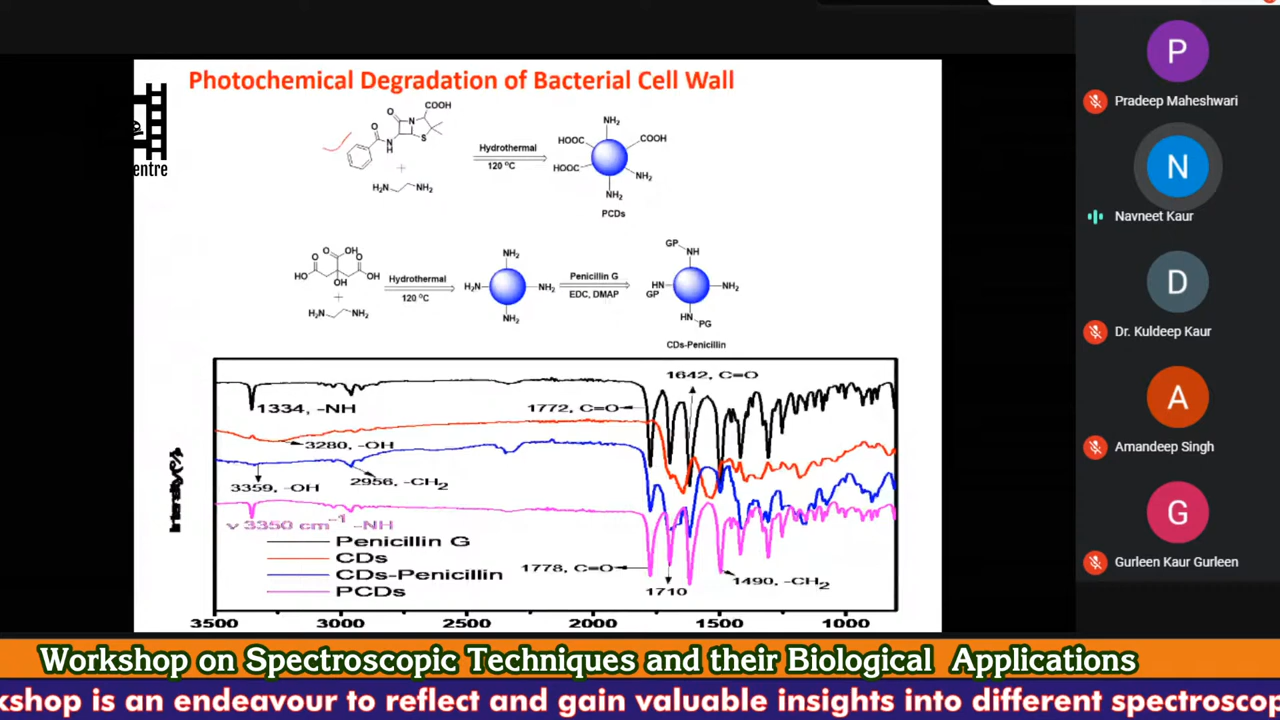 Photochemical Degradation of Bacterial Cell Wall
entre
COOH
O
N
O
S
N
H
+
H₂N
NH₂
Hydrothermal
120 ⁰C
NH₂
HOOC
COOH
HOOC
NH₂
NH₂
PCDs
O
OH
O
O
HO
OH
OH
+
H₂N
NH₂
Hydrothermal
120 ⁰C
NH₂
H₂N
NH₂
NH₂
Penicillin G
EDC, DMAP
GP
NH
HN
GP
NH₂
HN
PG
CDs-Penicillin
1642, C=O
1334, -NH
1772, C=O
3280, -OH
3359, -OH
2956, -CH₂
ν 3350 cm⁻¹ -NH
Penicillin G
CDs
CDs-Penicillin
PCDs
1778, C=O
1710
1490, -CH₂
Intensity(%)
3500 3000 2500 2000 1500 1000
P
Pradeep Maheshwari
N
Navneet Kaur
D
Dr. Kuldeep Kaur
A
Amandeep Singh
G
Gurleen Kaur Gurleen
Workshop on Spectroscopic Techniques and their Biological Applications
kshop is an endeavour to reflect and gain valuable insights into different spectroscop